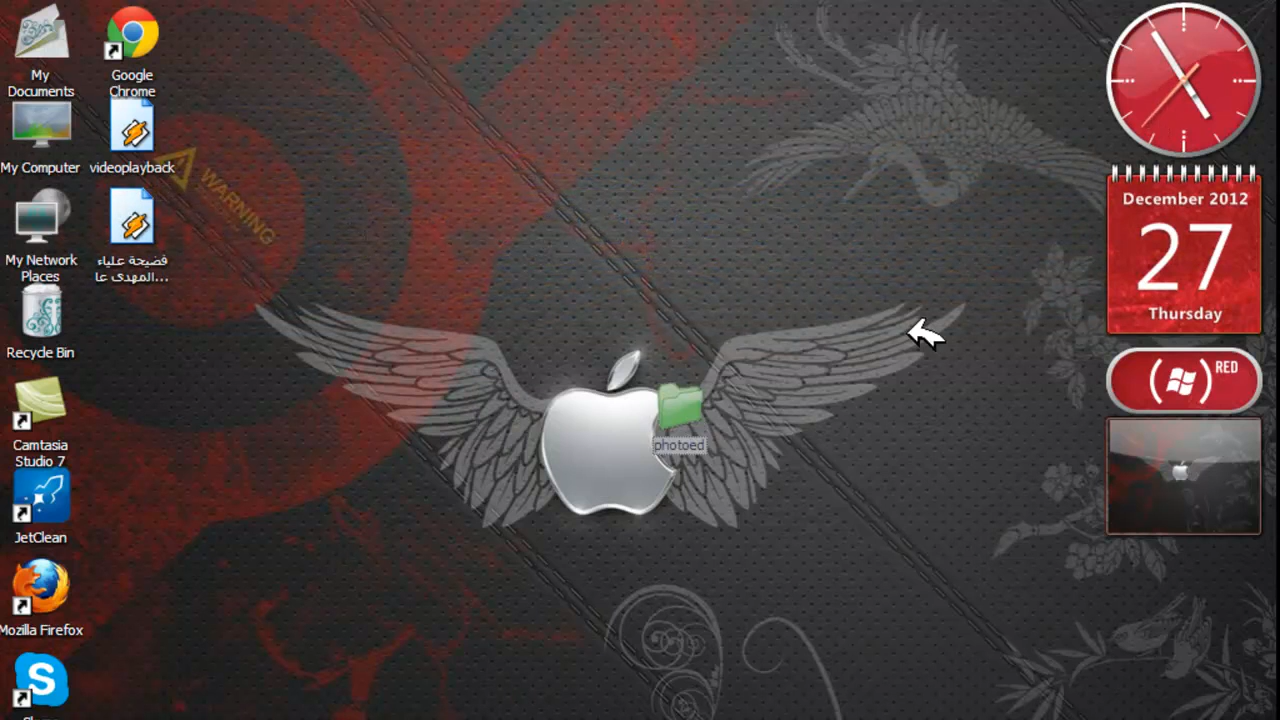 My
Documents
Google
Chrome
My Computer
videoplayback
WARNING
My Network
Places
فضيحة علياء
المهدى عا...
Recycle Bin
Camtasia
Studio 7
JetClean
Mozilla Firefox
S
photoed
December 2012
27
Thursday
RED